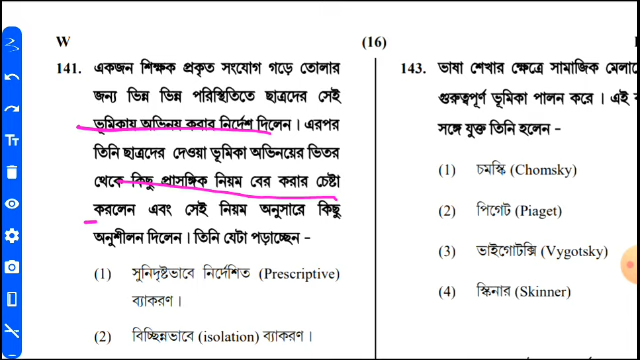 W
(16)
141. একজন শিক্ষক প্রকৃত সংযোগ গড়ে তোলার
জন্য ভিন্ন ভিন্ন পরিস্থিতিতে ছাত্রদের সেই
ভূমিকায় অভিনয় করার নির্দেশ দিলেন। এরপর
তিনি ছাত্রদের দেওয়া ভূমিকা অভিনয়ের ভিতর
থেকে কিছু প্রাসঙ্গিক নিয়ম বের করার চেষ্টা
করলেন এবং সেই নিয়ম অনুসারে কিছু
অনুশীলন দিলেন। তিনি যেটা পড়াচ্ছেন –
(1) সুনিদৃষ্টভাবে নির্দেশিত (Prescriptive)
ব্যাকরণ।
(2) বিচ্ছিন্নভাবে (isolation) ব্যাকরণ।
143. ভাষা শেখার ক্ষেত্রে সামাজিক
গুরুত্বপূর্ণ ভূমিকা পালন করে। এই
সঙ্গে যুক্ত তিনি হলেন –
(1) চমস্কি (Chomsky)
(2) পিগেট (Piaget)
(3) ভাইগোটক্সি (Vygotsky)
(4) স্কিনার (Skinner)